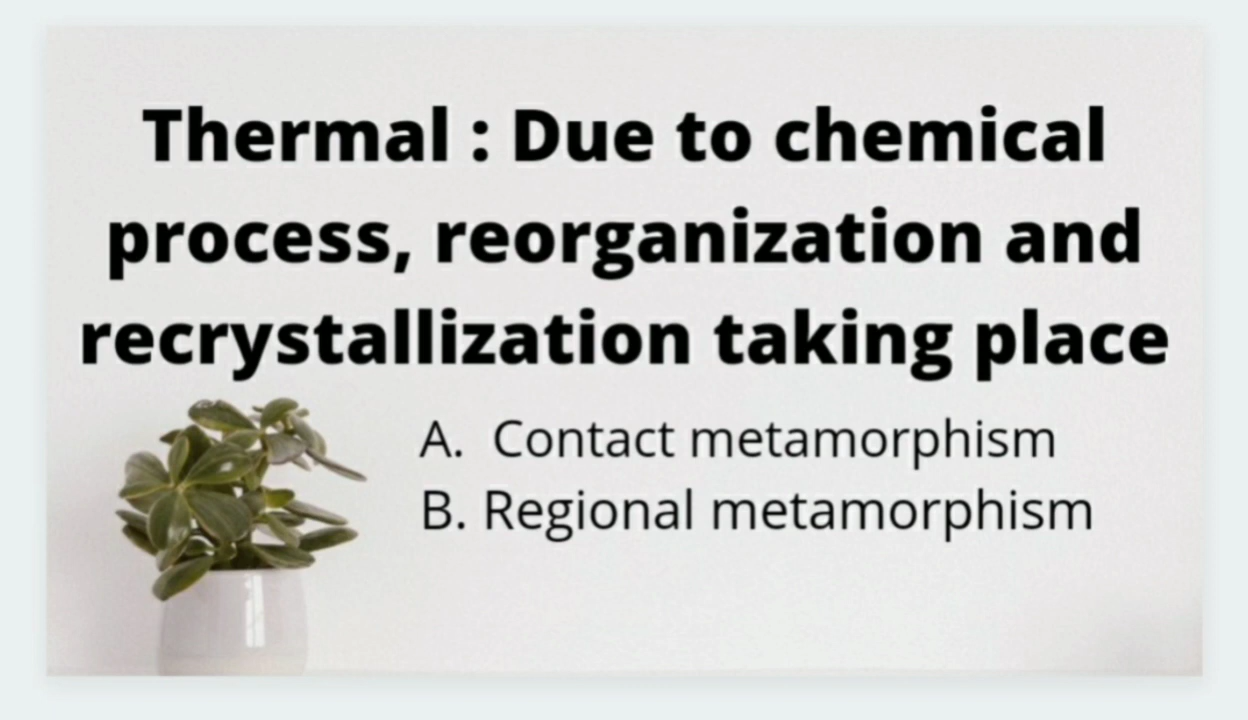 Thermal : Due to chemical
process, reorganization and
recrystallization taking place
A. Contact metamorphism
B. Regional metamorphism